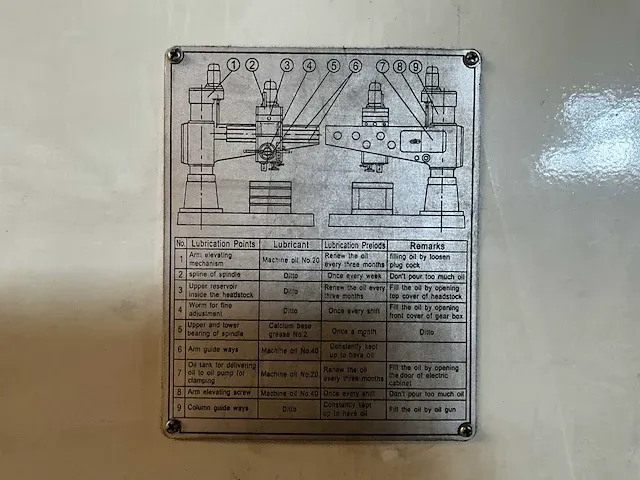 1 2 3 4 5 6 7 8 9
No. Lubrication Points Lubricant Lubrication Preiods Remarks
1 Arm elevating mechanism Machine oil No.20 Renew the oil every three months filling oil by loosen plug cock
2 spline of spindle Ditto Once every week Don't pour too much oil
3 Upper reservoir inside the headstock Ditto Renew the oil every three months Fill the oil by opening top cover of headstock
4 Worm for fine adjustment Ditto Once every shift Fill the oil by opening front cover of gear box
5 Upper and lower bearing of spindle Calcium base grease No.2 Once a month Ditto
6 Arm guide ways Machine oil No.40 Constantly kept up to have oil
7 Oil tank for delivering oil to oil pump for clamping Machine oil No.20 Renew the oil every three months Fill the oil by opening the door of electric cabinet
8 Arm elevating screw Machine oil No.40 Once every shift Don't pour too much oil
9 Column guide ways Ditto Constantly kept up to have oil Fill the oil by oil gun